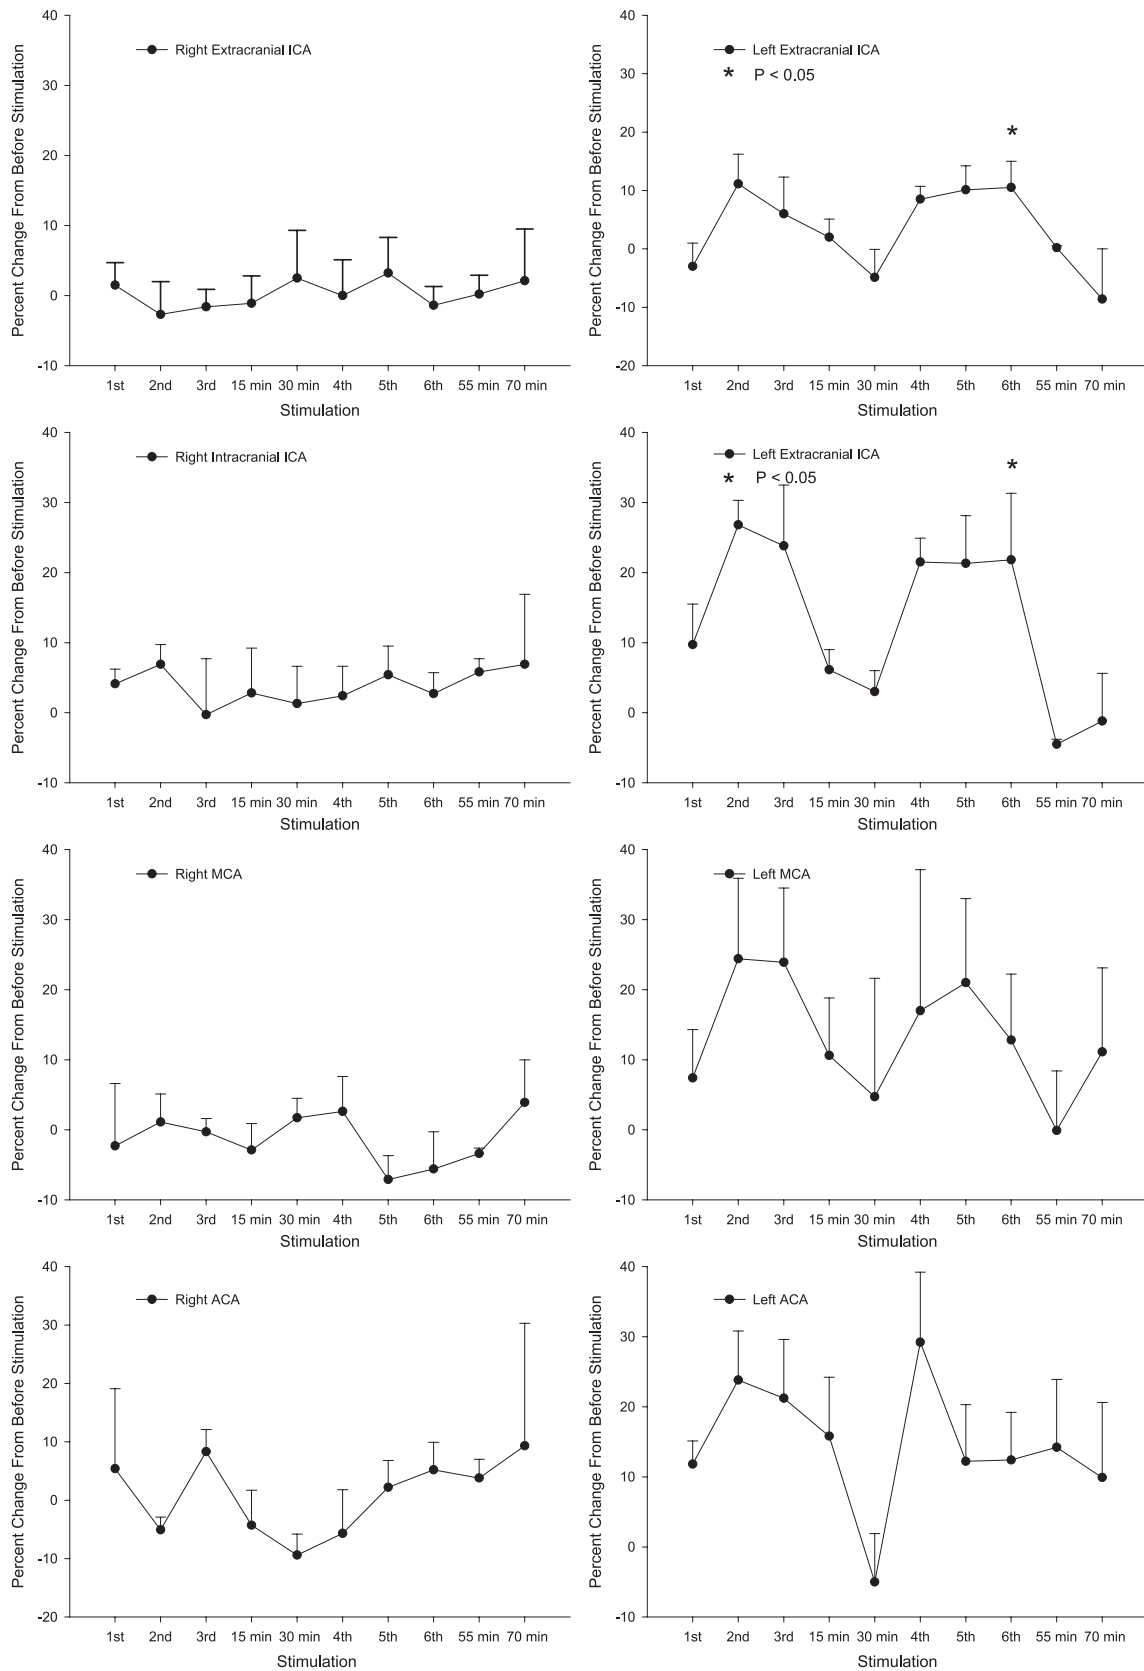 Percent Change From Before Stimulation
40
30
20
10
0
-10
Right Extracranial ICA
1st 2nd 3rd 15 min 30 min 4th 5th 6th 55 min 70 min
Stimulation
Percent Change From Before Stimulation
40
30
20
10
0
-10
-20
Left Extracranial ICA
* P < 0.05
*
1st 2nd 3rd 15 min 30 min 4th 5th 6th 55 min 70 min
Stimulation
Percent Change From Before Stimulation
40
30
20
10
0
-10
Right Intracranial ICA
1st 2nd 3rd 15 min 30 min 4th 5th 6th 55 min 70 min
Stimulation
Percent Change From Before Stimulation
40
30
20
10
0
-10
Left Extracranial ICA
* P < 0.05
*
1st 2nd 3rd 15 min 30 min 4th 5th 6th 55 min 70 min
Stimulation
Percent Change From Before Stimulation
40
30
20
10
0
-10
Right MCA
1st 2nd 3rd 15 min 30 min 4th 5th 6th 55 min 70 min
Stimulation
Percent Change From Before Stimulation
40
30
20
10
0
-10
Left MCA
1st 2nd 3rd 15 min 30 min 4th 5th 6th 55 min 70 min
Stimulation
Percent Change From Before Stimulation
40
30
20
10
0
-10
-20
Right ACA
1st 2nd 3rd 15 min 30 min 4th 5th 6th 55 min 70 min
Stimulation
Percent Change From Before Stimulation
40
30
20
10
0
-10
Left ACA
1st 2nd 3rd 15 min 30 min 4th 5th 6th 55 min 70 min
Stimulation